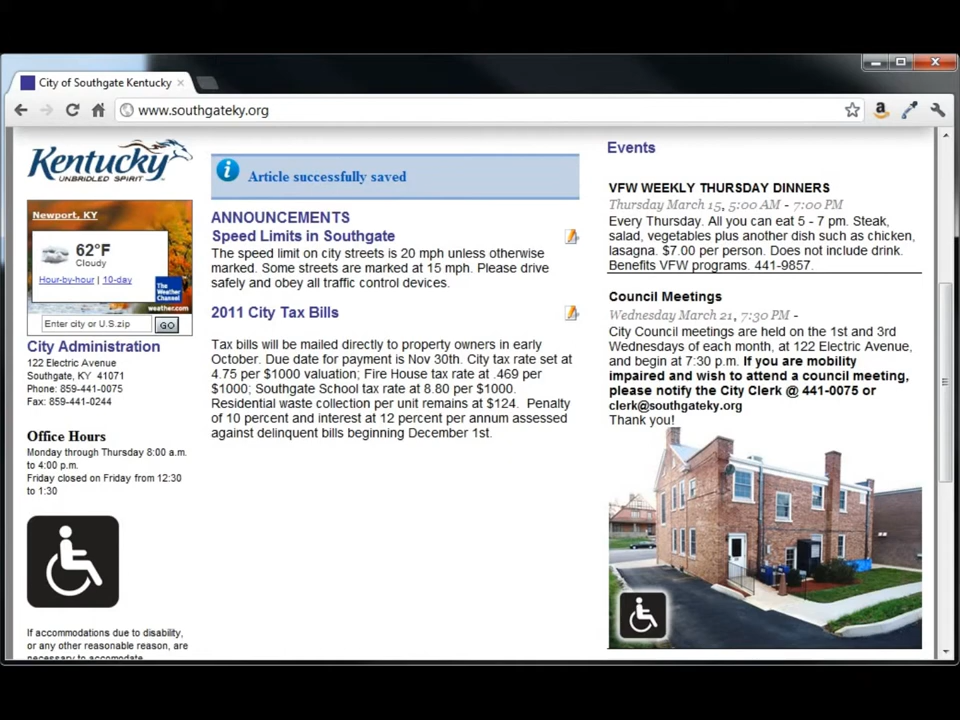 City of Southgate Kentucky
www.southgateky.org
Kentucky
UNBRIDLED SPIRIT
Newport, KY
62°F
Cloudy
Hour-by-hour | 10-day
The
Weather
Channel
weather.com
Enter city or U.S.zip
GO
City Administration
122 Electric Avenue
Southgate, KY  41071
Phone: 859-441-0075
Fax: 859-441-0244
Office Hours
Monday through Thursday 8:00 a.m.
to 4:00 p.m.
Friday closed on Friday from 12:30
to 1:30
If accommodations due to disability,
or any other reasonable reason, are
necessary to accomodate
Article successfully saved
ANNOUNCEMENTS
Speed Limits in Southgate
The speed limit on city streets is 20 mph unless otherwise
marked. Some streets are marked at 15 mph. Please drive
safely and obey all traffic control devices.
2011 City Tax Bills
Tax bills will be mailed directly to property owners in early
October. Due date for payment is Nov 30th. City tax rate set at
4.75 per $1000 valuation; Fire House tax rate at .469 per
$1000; Southgate School tax rate at 8.80 per $1000.
Residential waste collection per unit remains at $124.  Penalty
of 10 percent and interest at 12 percent per annum assessed
against delinquent bills beginning December 1st.
Events
VFW WEEKLY THURSDAY DINNERS
Thursday March 15, 5:00 AM - 7:00 PM
Every Thursday. All you can eat 5 - 7 pm. Steak,
salad, vegetables plus another dish such as chicken,
lasagna. $7.00 per person. Does not include drink.
Benefits VFW programs. 441-9857.
Council Meetings
Wednesday March 21, 7:30 PM -
City Council meetings are held on the 1st and 3rd
Wednesdays of each month, at 122 Electric Avenue,
and begin at 7:30 p.m. If you are mobility
impaired and wish to attend a council meeting,
please notify the City Clerk @ 441-0075 or
clerk@southgateky.org
Thank you!